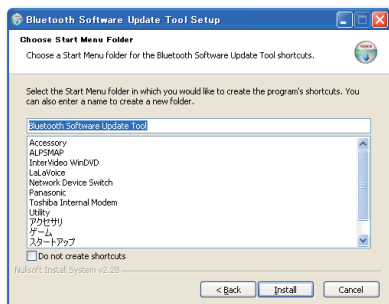 Bluetooth Software Update Tool Setup
Choose Start Menu Folder
Choose a Start Menu folder for the Bluetooth Software Update Tool shortcuts.
Select the Start Menu folder in which you would like to create the program's shortcuts. You
can also enter a name to create a new folder.
Bluetooth Software Update Tool
Accessory
ALPSMAP
InterVideo WinDVD
LaLaVoice
Network Device Switch
Panasonic
Toshiba Internal Modem
Utility
アクセサリ
ゲーム
スタートアップ
Do not create shortcuts
Nullsoft Install System v2.28
< Back
Install
Cancel